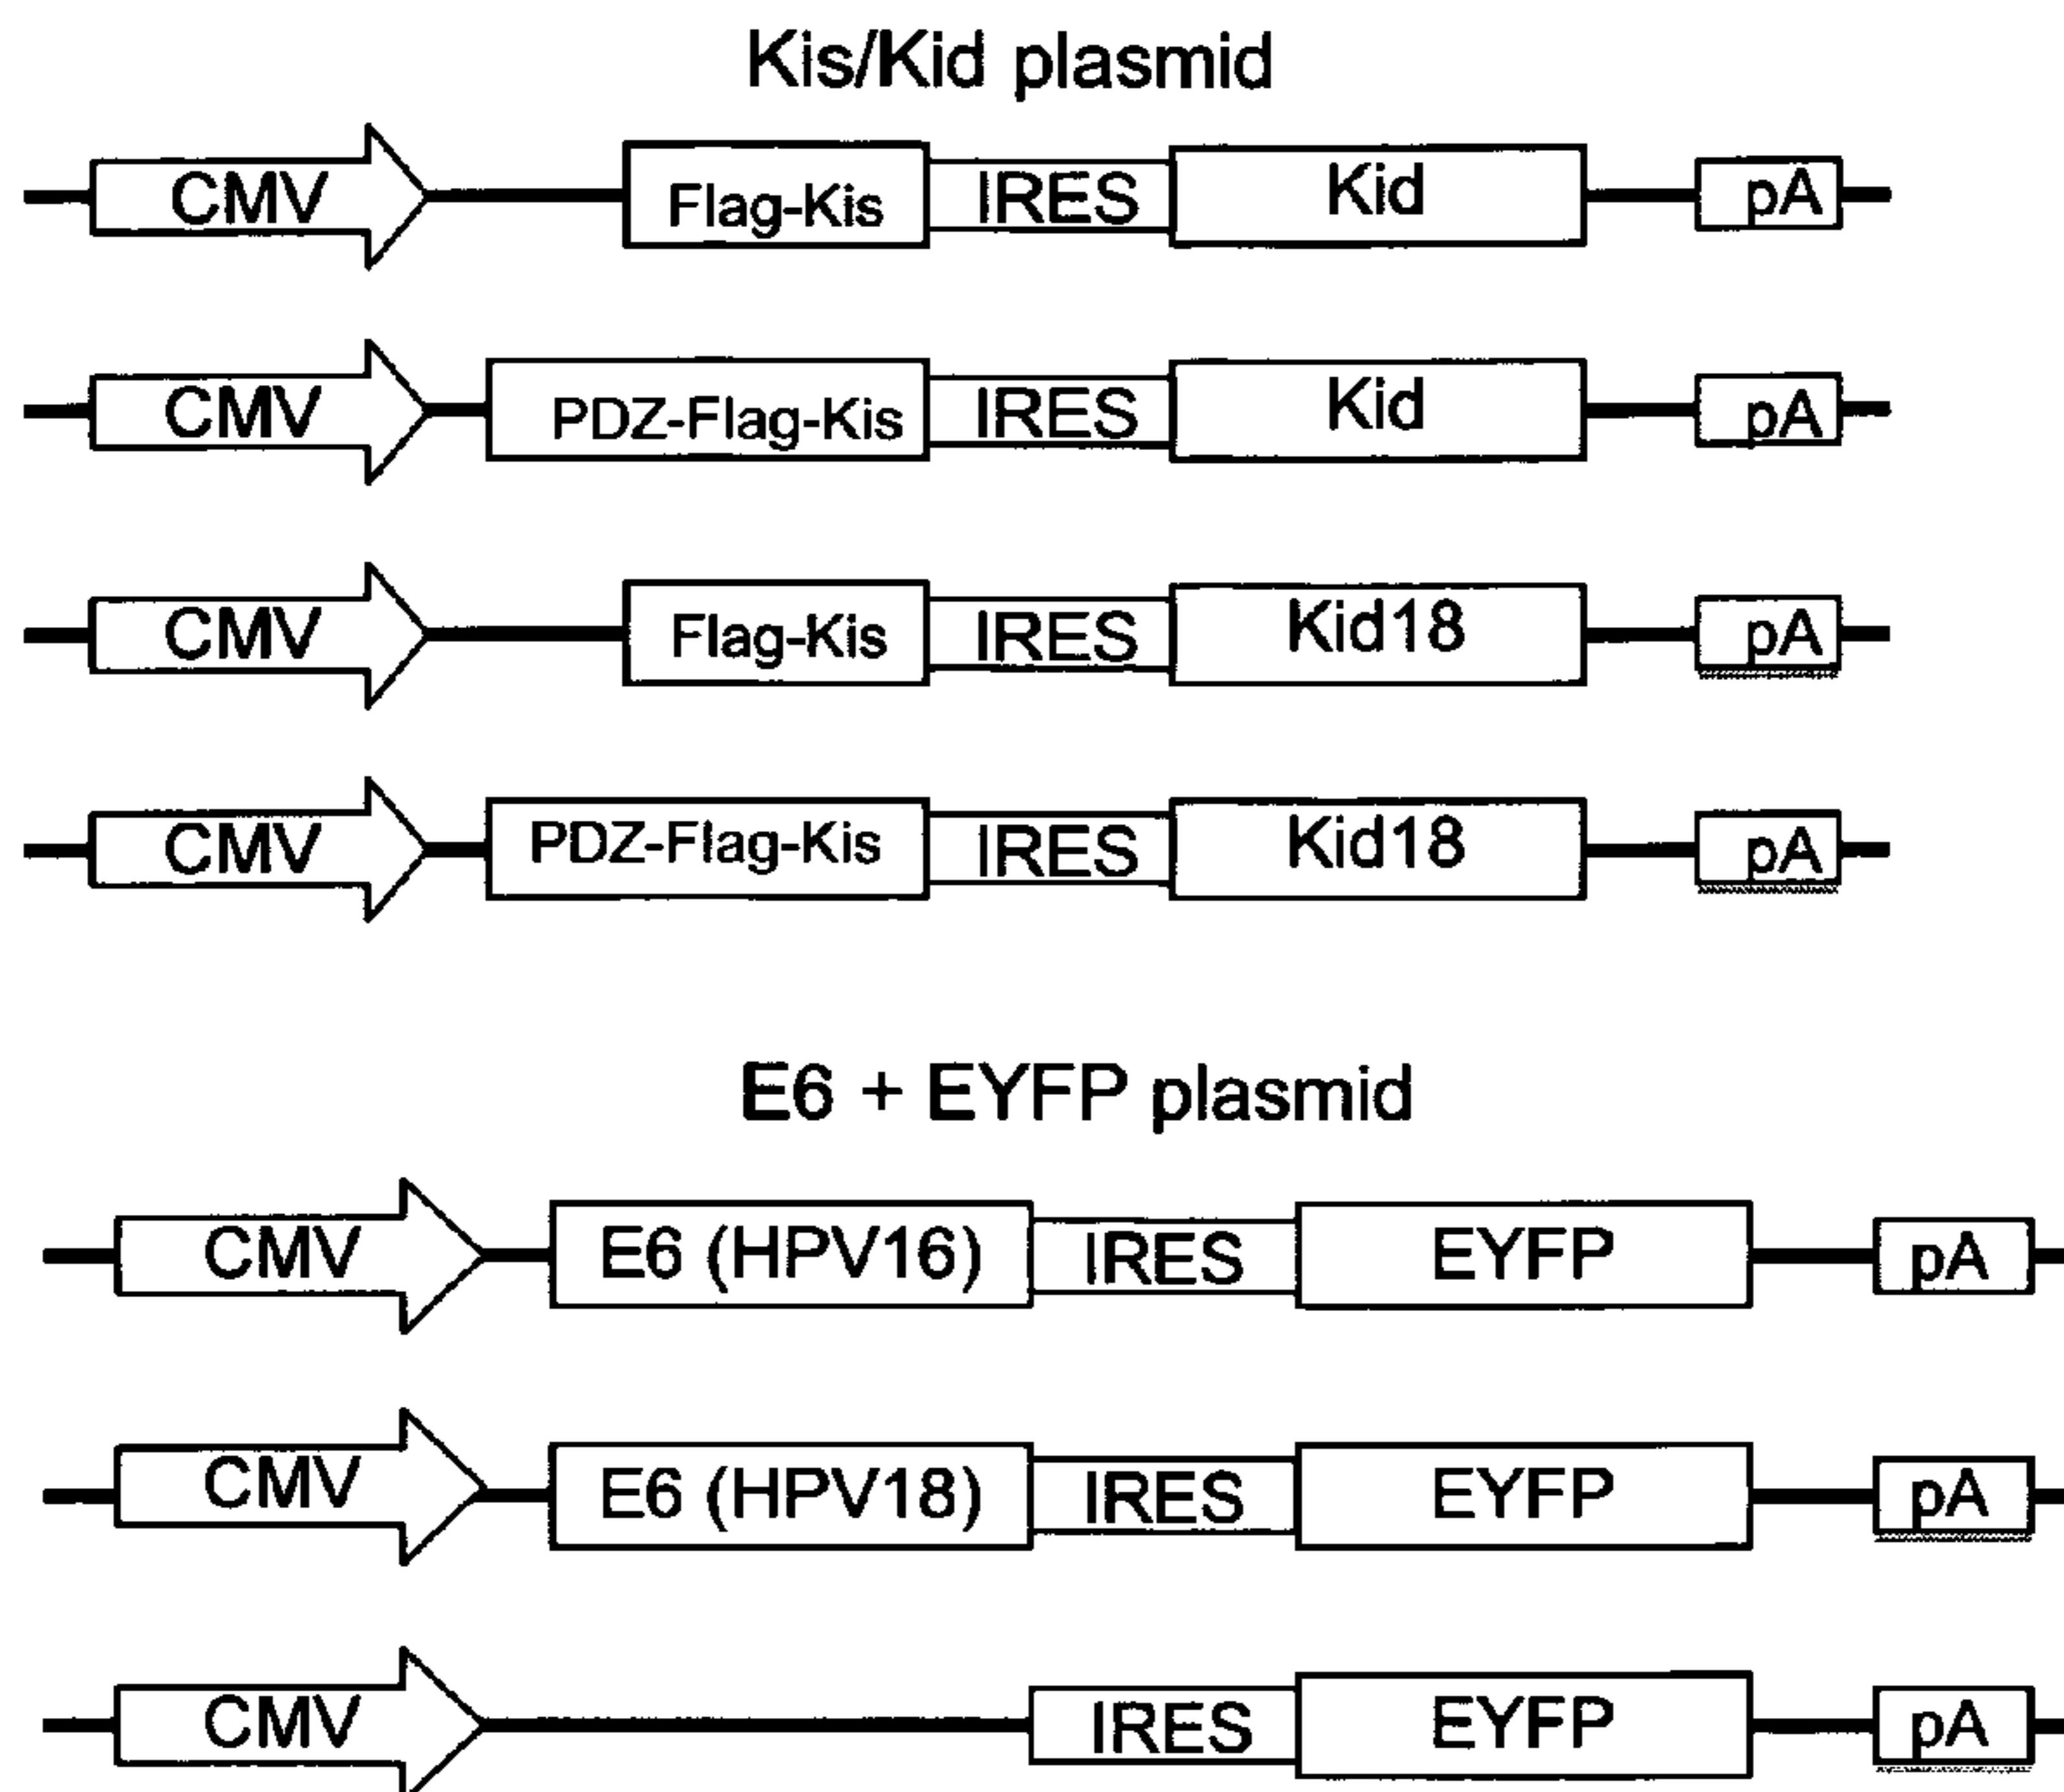 Kis/Kid plasmid
CMV Flag-Kis IRES Kid pA
CMV PDZ-Flag-Kis IRES Kid pA
CMV Flag-Kis IRES Kid18 pA
CMV PDZ-Flag-Kis IRES Kid18 pA
E6 + EYFP plasmid
CMV E6 (HPV16) IRES EYFP pA
CMV E6 (HPV18) IRES EYFP pA
CMV IRES EYFP pA